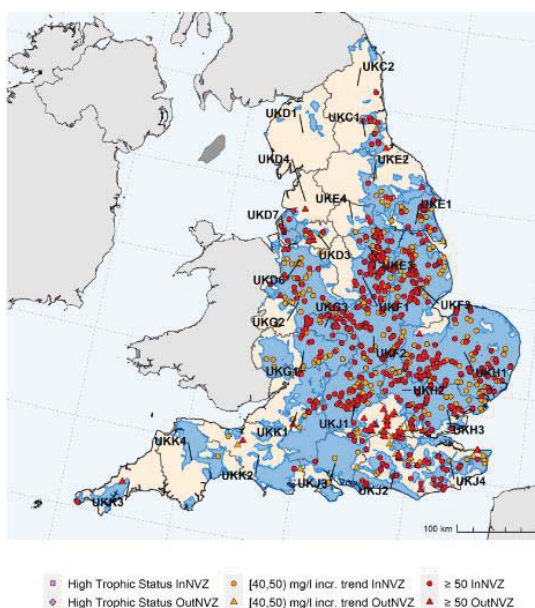 UKC2
UKD1
UKC1
UKD4
UKE2
UKE4
UKE1
UKD7
UKD3
UKD6
UKF1
UKG3
UKF3
UKG2
UKF2
UKG1
UKH1
UKH2
UKJ1
UKH3
UKK1
UKK4
UKK2
UKJ3
UKJ2
UKJ4
UKK3
100 km
High Trophic Status InNVZ [40,50) mg/l incr. trend InNVZ ≥ 50 InNVZ
High Trophic Status OutNVZ [40,50) mg/l incr. trend OutNVZ ≥ 50 OutNVZ